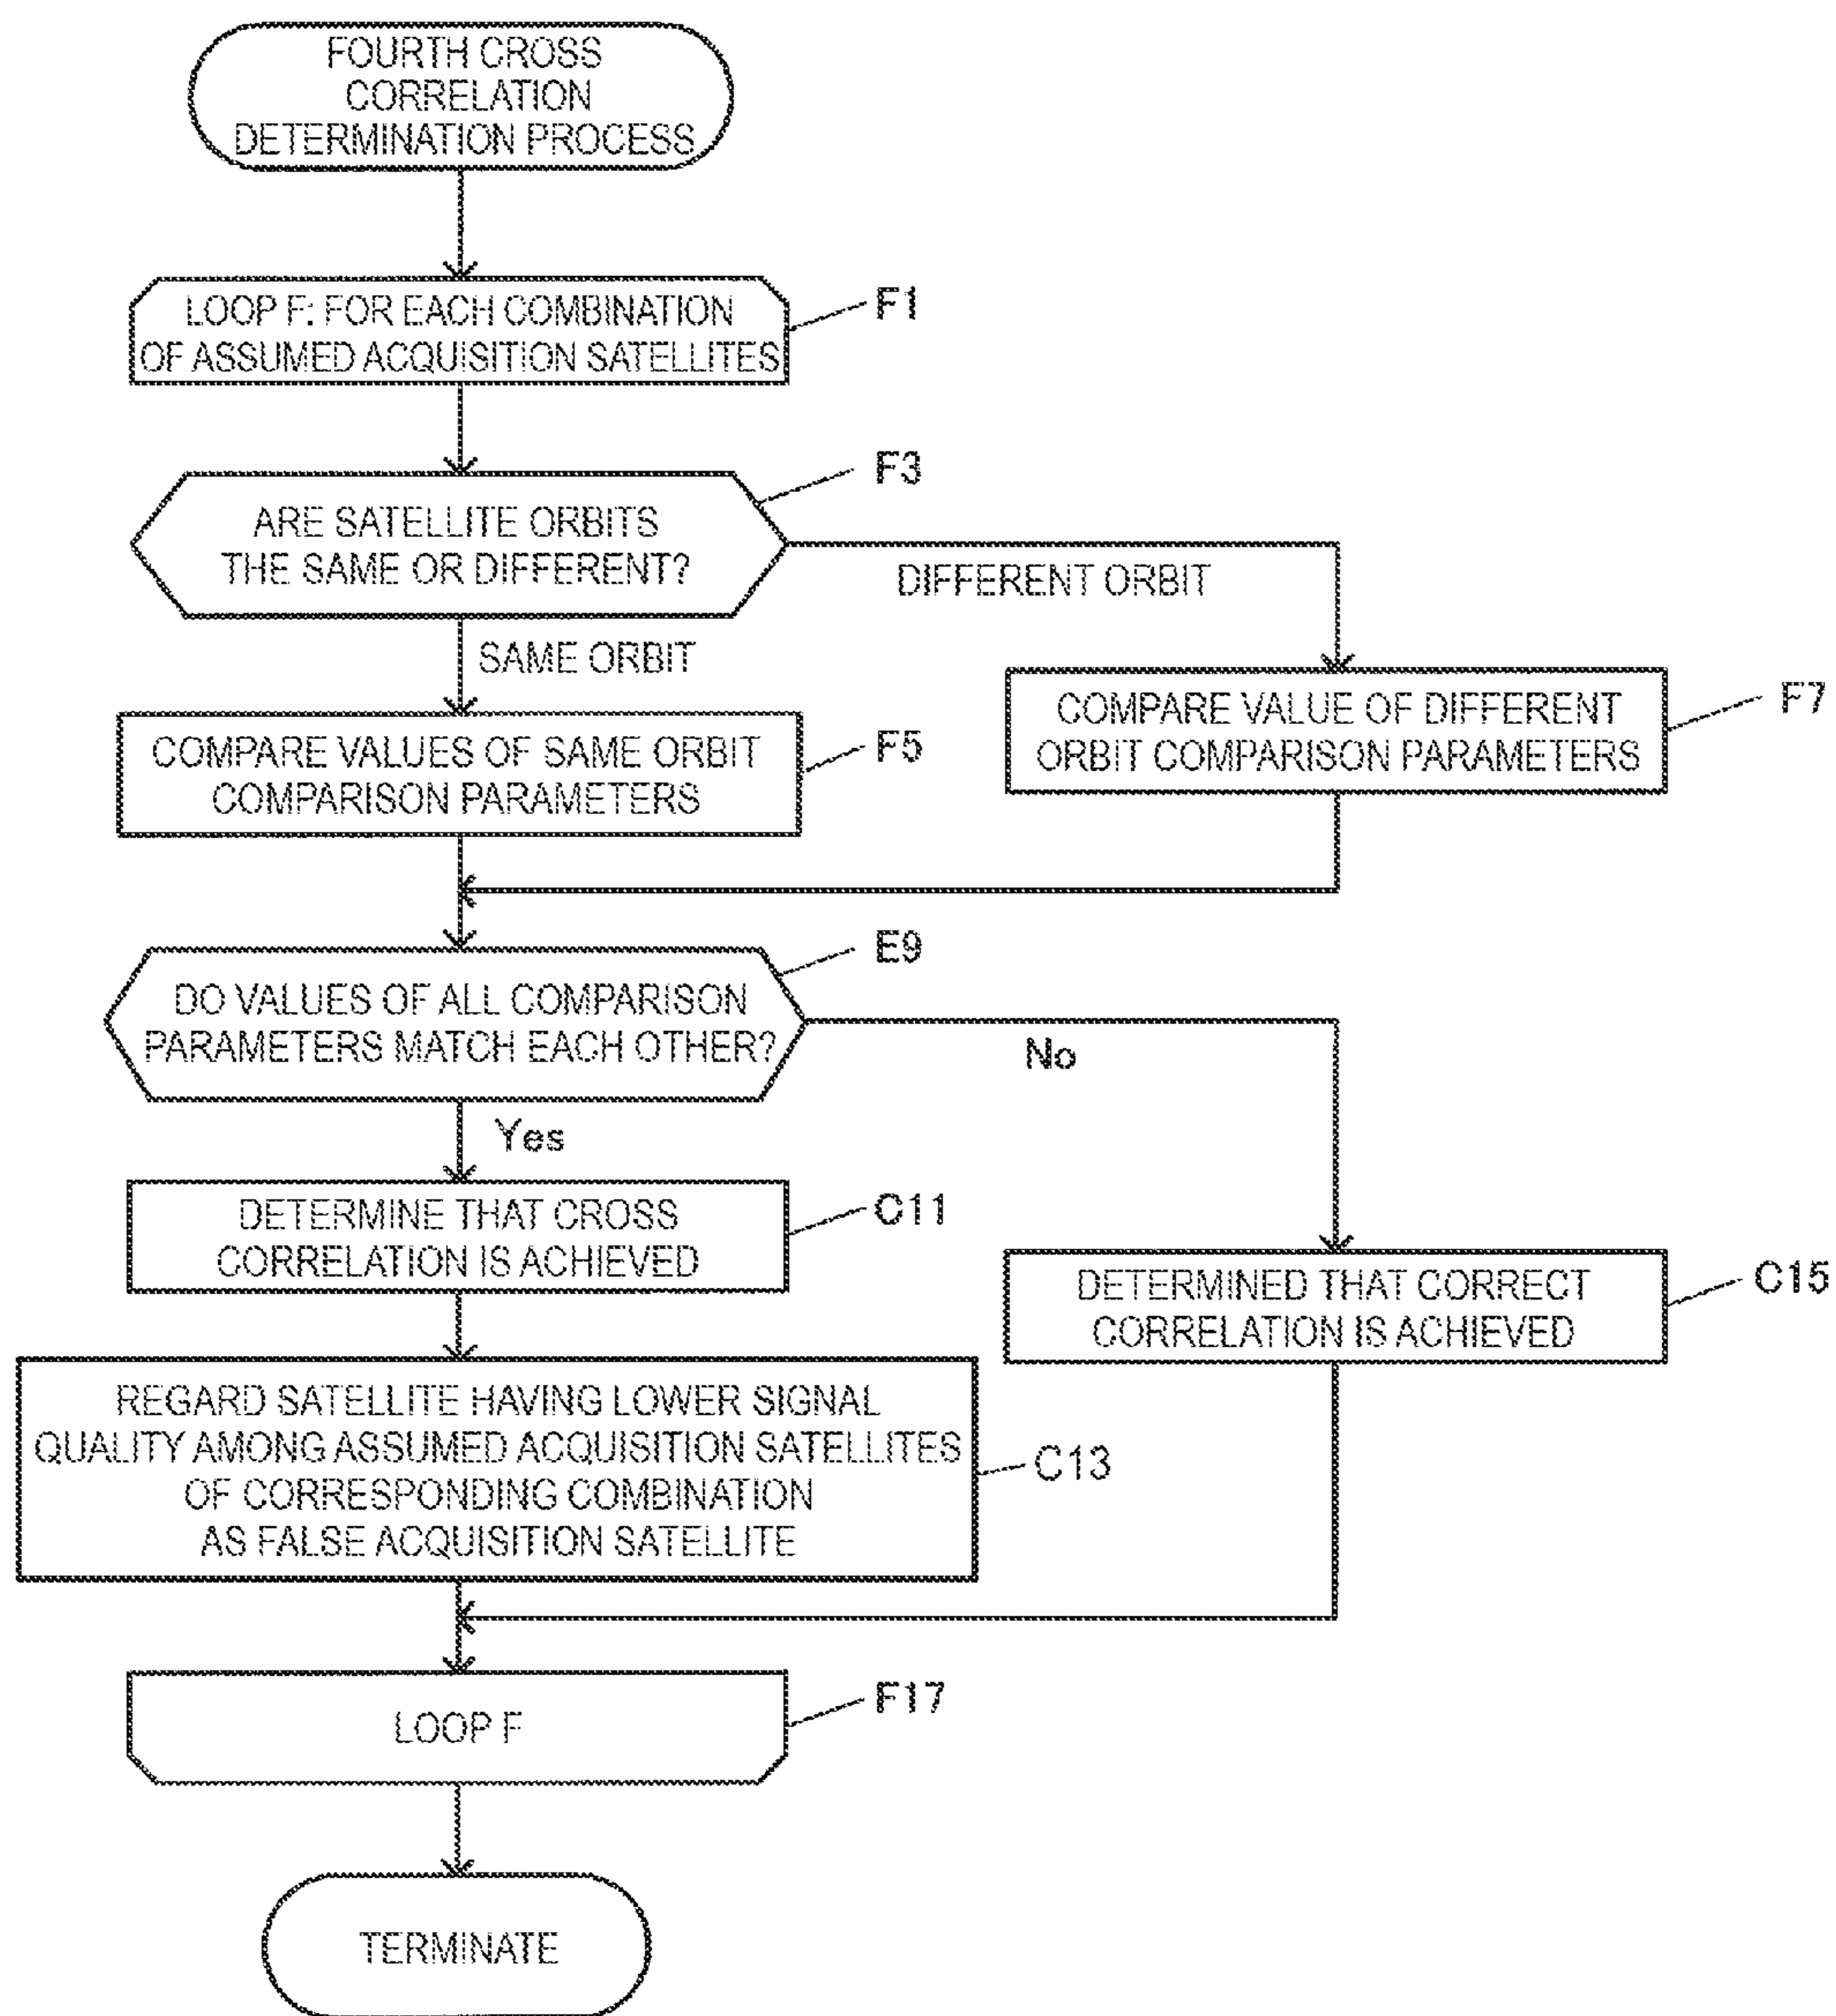 FOURTH CROSS
CORRELATION
DETERMINATION PROCESS
LOOP F: FOR EACH COMBINATION
OF ASSUMED ACQUISITION SATELLITES
F1
ARE SATELLITE ORBITS
THE SAME OR DIFFERENT?
F3
DIFFERENT ORBIT
SAME ORBIT
COMPARE VALUES OF SAME ORBIT
COMPARISON PARAMETERS
F5
COMPARE VALUE OF DIFFERENT
ORBIT COMPARISON PARAMETERS
F7
DO VALUES OF ALL COMPARISON
PARAMETERS MATCH EACH OTHER?
E9
No
Yes
DETERMINE THAT CROSS
CORRELATION IS ACHIEVED
C11
DETERMINED THAT CORRECT
CORRELATION IS ACHIEVED
C15
REGARD SATELLITE HAVING LOWER SIGNAL
QUALITY AMONG ASSUMED ACQUISITION SATELLITES
OF CORRESPONDING COMBINATION
AS FALSE ACQUISITION SATELLITE
C13
LOOP F
F17
TERMINATE